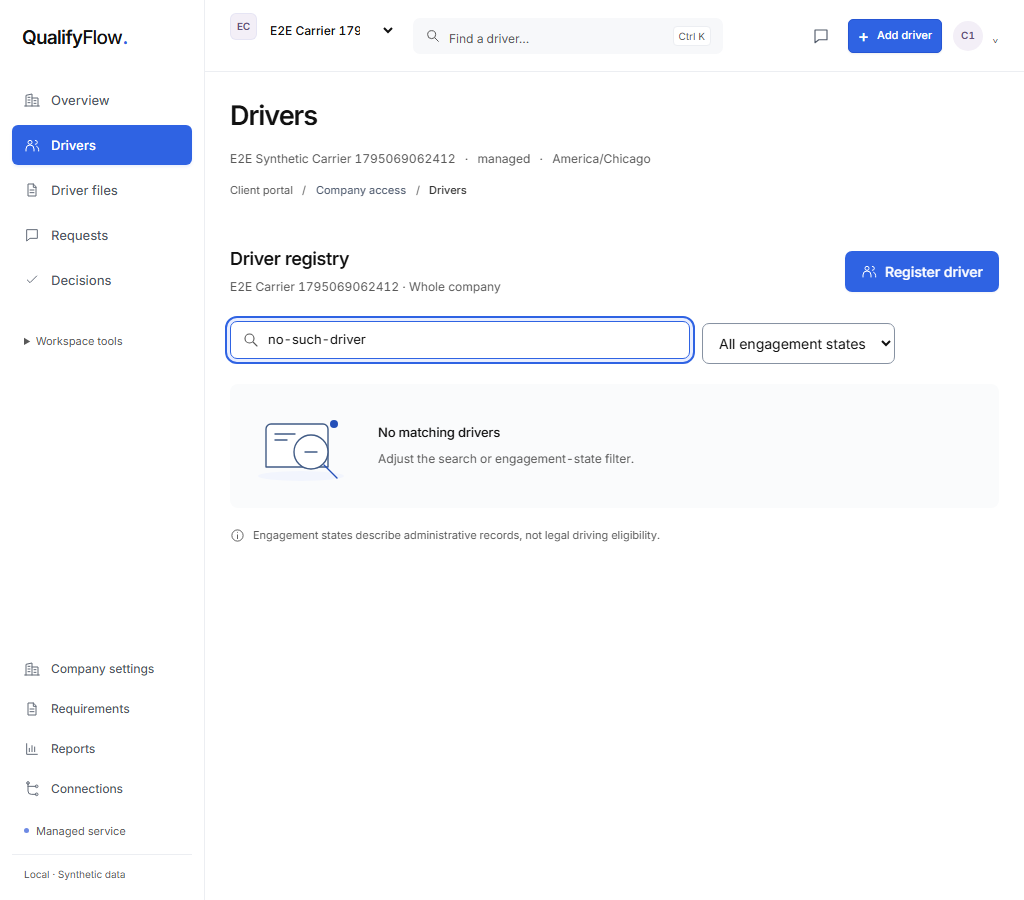 QualifyFlow.
EC
E2E Carrier 179
Find a driver...
Ctrl K
+ Add driver
C1
Overview
Drivers
Driver files
Requests
Decisions
Workspace tools
Company settings
Requirements
Reports
Connections
Managed service
Local · Synthetic data
Drivers
E2E Synthetic Carrier 1795069062412 · managed · America/Chicago
Client portal / Company access / Drivers
Driver registry
E2E Carrier 1795069062412 · Whole company
Register driver
no-such-driver
All engagement states
No matching drivers
Adjust the search or engagement-state filter.
Engagement states describe administrative records, not legal driving eligibility.